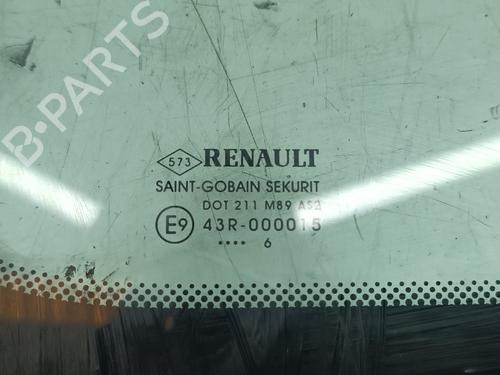 B-PARTS
573 RENAULT
SAINT-GOBAIN SEKURIT
DOT 211 M89 AS2
E9 43R-000015
•••• 6